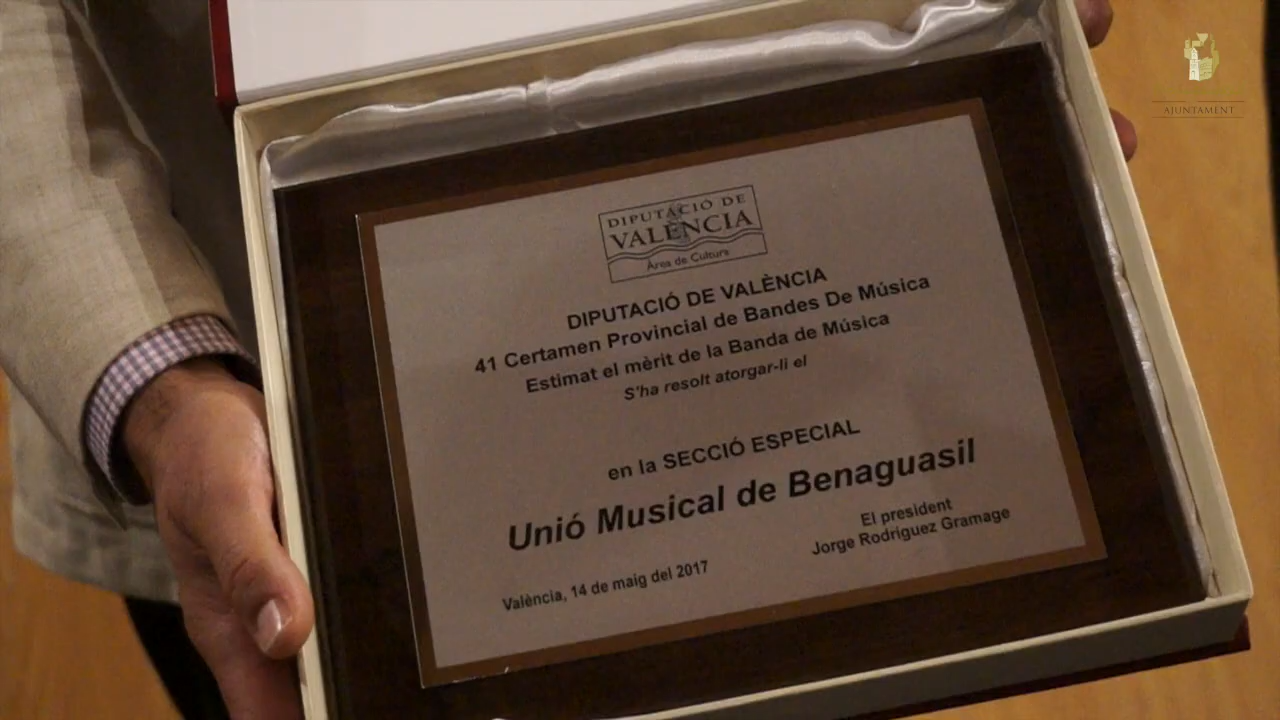 AJUNTAMENT
DIPUTACIÓ DE
VALÈNCIA
Àrea de Cultura
DIPUTACIÓ DE VALÈNCIA
41 Certamen Provincial de Bandes De Música
Estimat el mèrit de la Banda de Música
S'ha resolt atorgar-li el
en la SECCIÓ ESPECIAL
Unió Musical de Benaguasil
El president
Jorge Rodriguez Gramage
València, 14 de maig del 2017